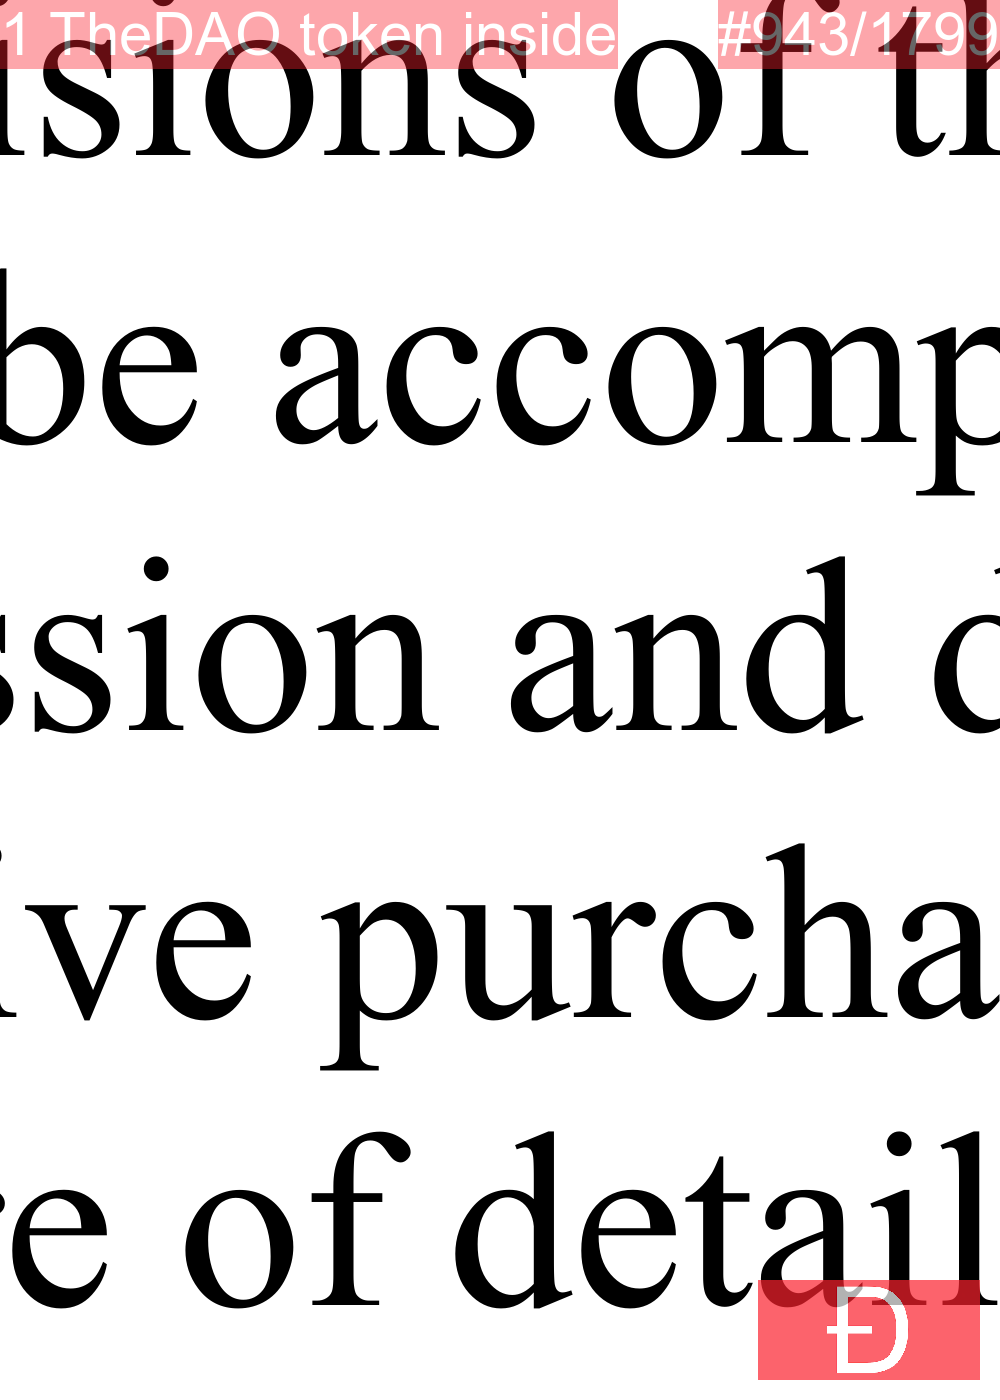 1 TheDAO token inside #943/1799
isions of th
be accomp
ssion and d
ive purcha
re of detail
Ð